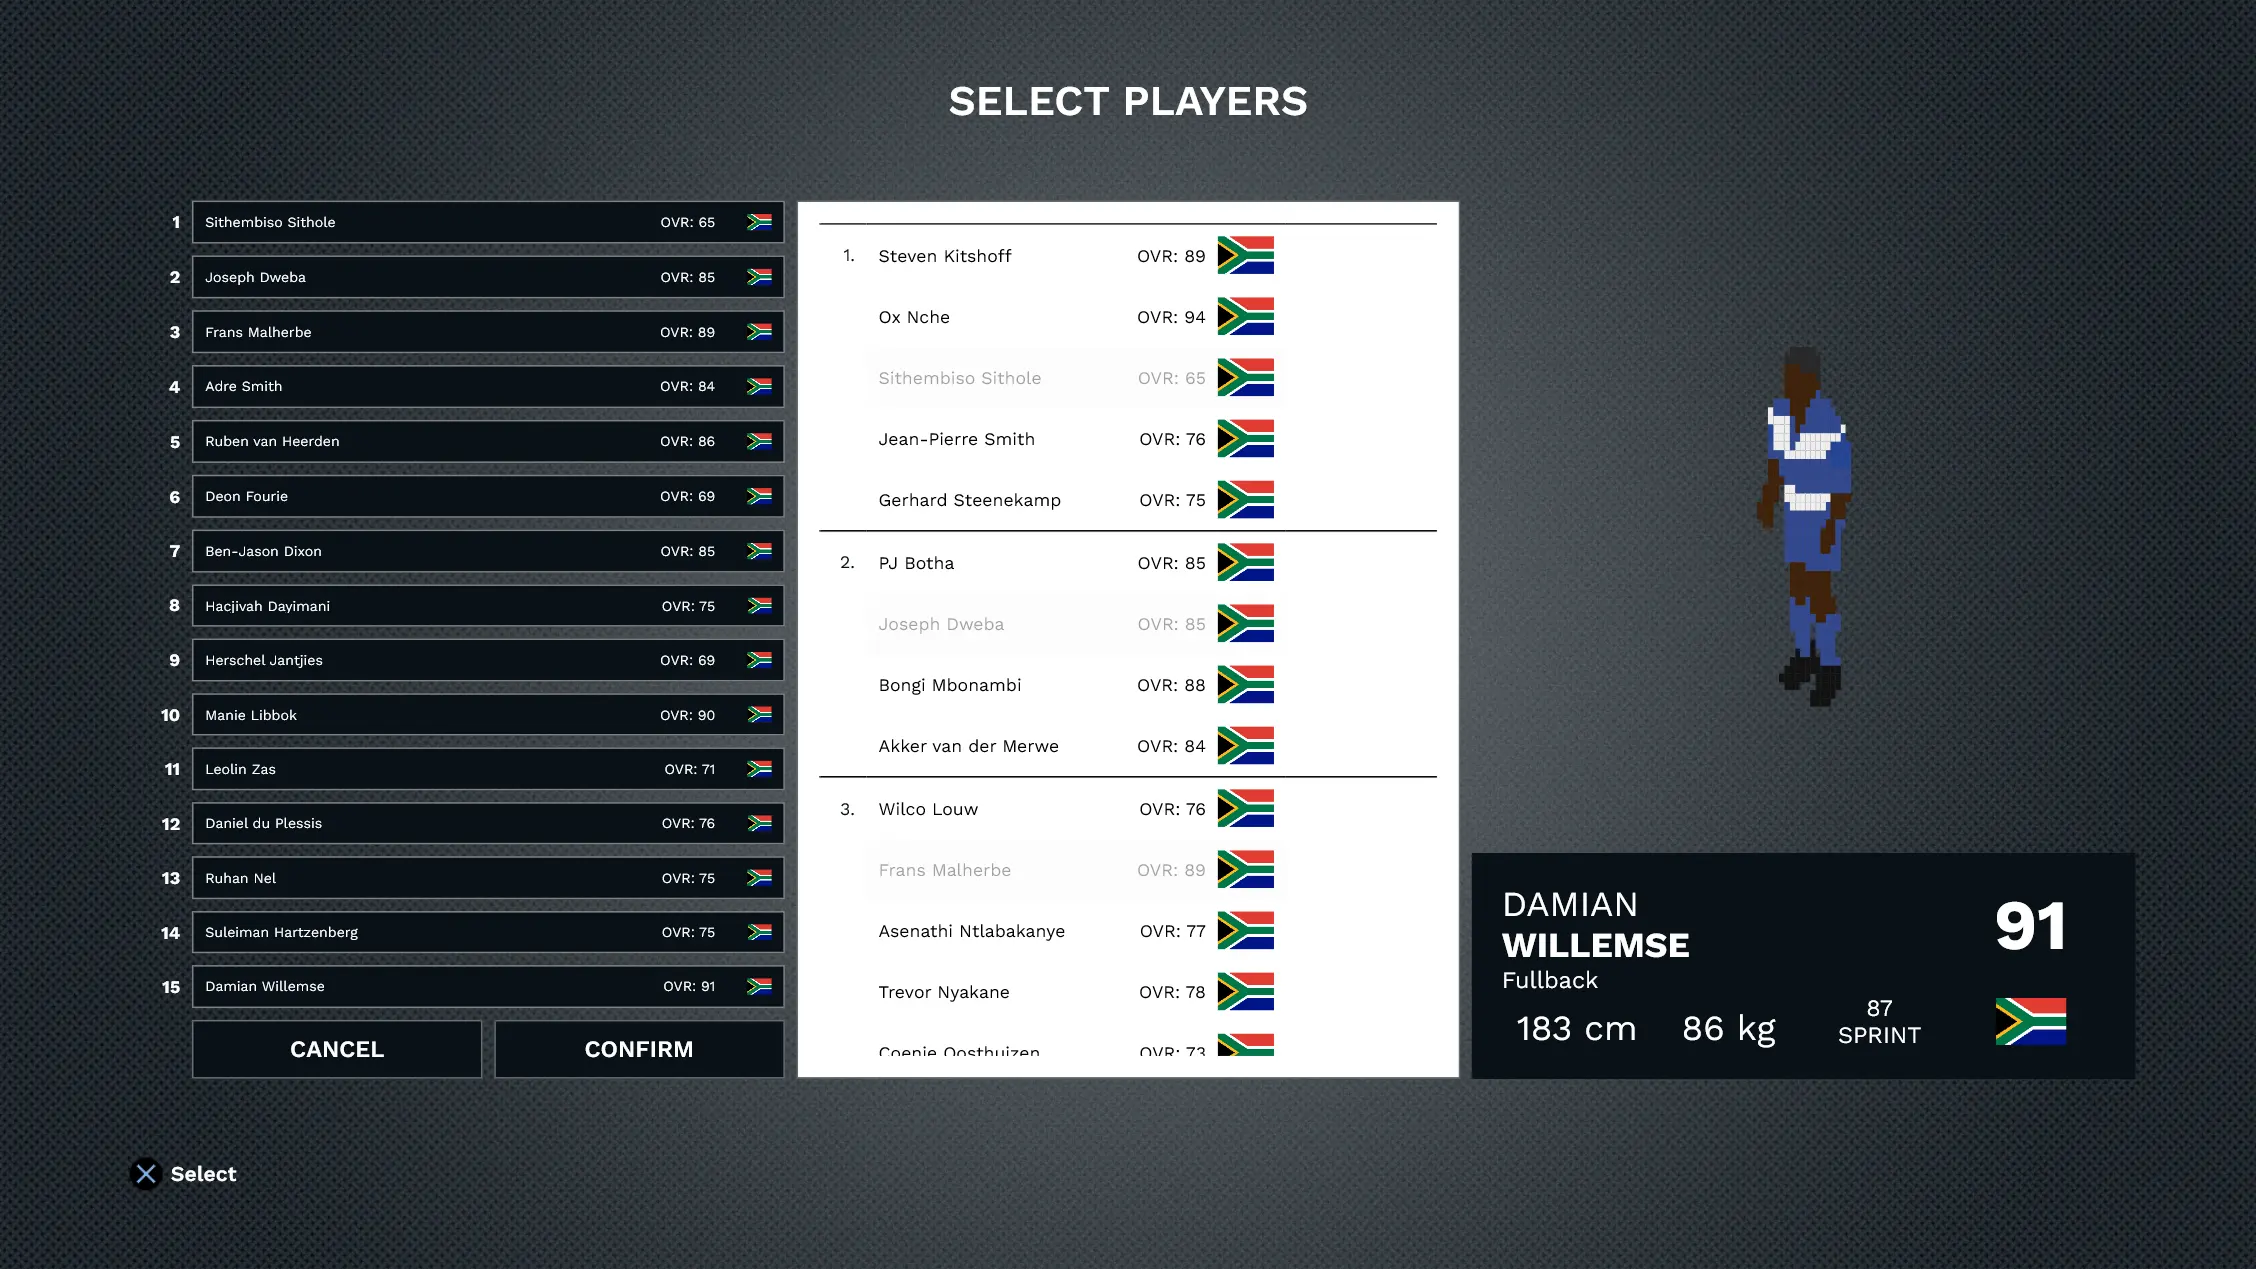 SELECT PLAYERS
1 Sithembiso Sithole OVR: 65
2 Joseph Dweba OVR: 85
3 Frans Malherbe OVR: 89
4 Adre Smith OVR: 84
5 Ruben van Heerden OVR: 86
6 Deon Fourie OVR: 69
7 Ben-Jason Dixon OVR: 85
8 Hacjivah Dayimani OVR: 75
9 Herschel Jantjies OVR: 69
10 Manie Libbok OVR: 90
11 Leolin Zas OVR: 71
12 Daniel du Plessis OVR: 76
13 Ruhan Nel OVR: 75
14 Suleiman Hartzenberg OVR: 75
15 Damian Willemse OVR: 91
CANCEL CONFIRM
1. Steven Kitshoff OVR: 89
Ox Nche OVR: 94
Sithembiso Sithole OVR: 65
Jean-Pierre Smith OVR: 76
Gerhard Steenekamp OVR: 75
2. PJ Botha OVR: 85
Joseph Dweba OVR: 85
Bongi Mbonambi OVR: 88
Akker van der Merwe OVR: 84
3. Wilco Louw OVR: 76
Frans Malherbe OVR: 89
Asenathi Ntlabakanye OVR: 77
Trevor Nyakane OVR: 78
Coenie Oosthuizen OVR: 73
DAMIAN
WILLEMSE
91
Fullback
183 cm 86 kg 87
SPRINT
Select